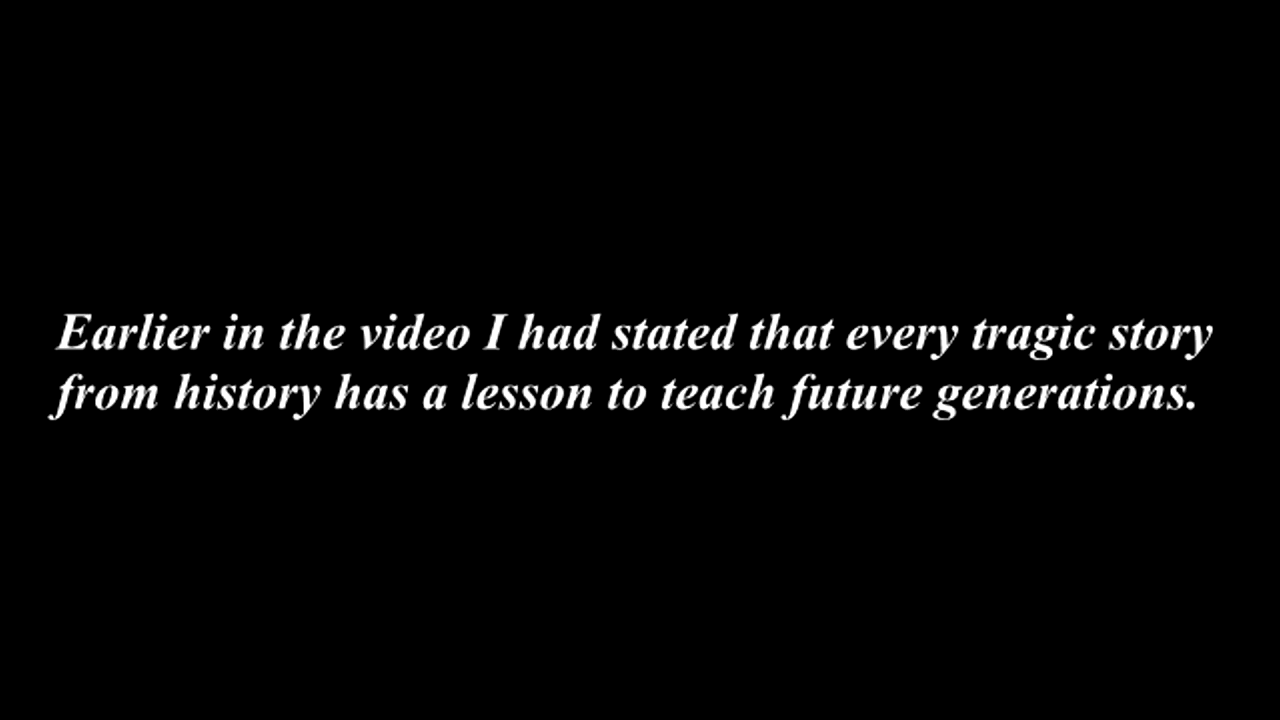 Earlier in the video I had stated that every tragic story
from history has a lesson to teach future generations.